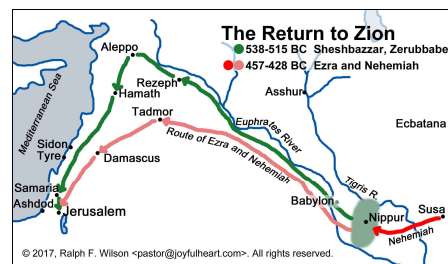 The Return to Zion
538-515 BC Sheshbazzar, Zerubbabe
457-428 BC Ezra and Nehemiah
Aleppo
Rezeph
Asshur
Hamath
Tadmor
Mediterranean Sea
Euphrates River
Ecbatana
Sidon
Tyre
Route of Ezra and Nehemiah
Damascus
Tigris R
Samaria
Babylon
Ashdod
Jerusalem
Nippur
Susa
Nehemiah
© 2017, Ralph F. Wilson <pastor@joyfulheart.com>. All rights reserved.